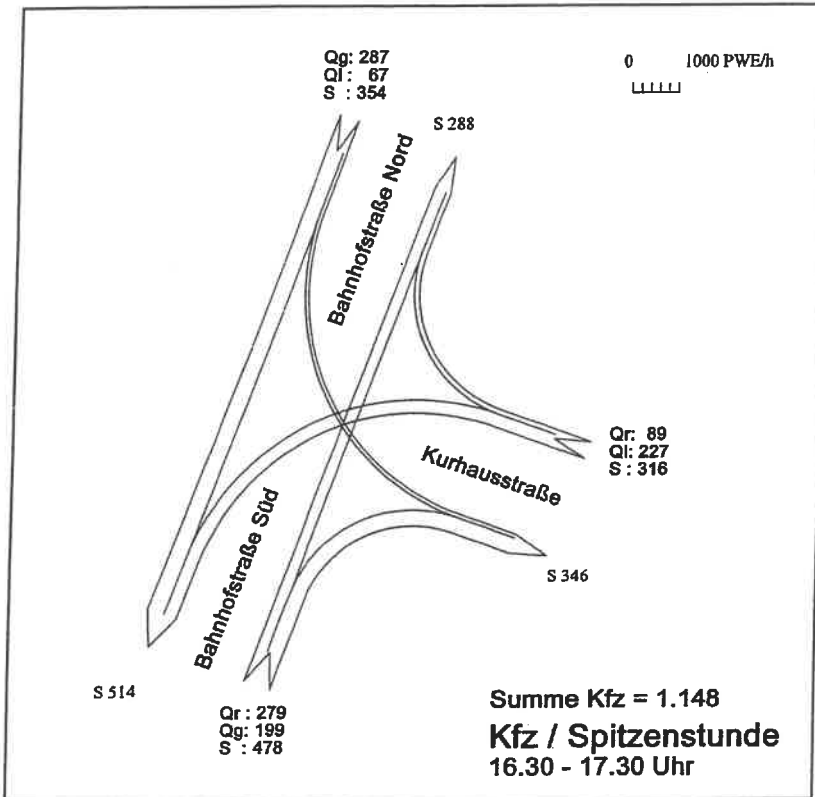 Qg: 287
Ql : 67
S : 354
0 1000 PWE/h
S 288
Bahnhofstraße Nord
Qr: 89
Ql: 227
S : 316
Kurhausstraße
S 346
Bahnhofstraße Süd
S 514
Qr : 279
Qg: 199
S : 478
Summe Kfz = 1.148
Kfz / Spitzenstunde
16.30 - 17.30 Uhr